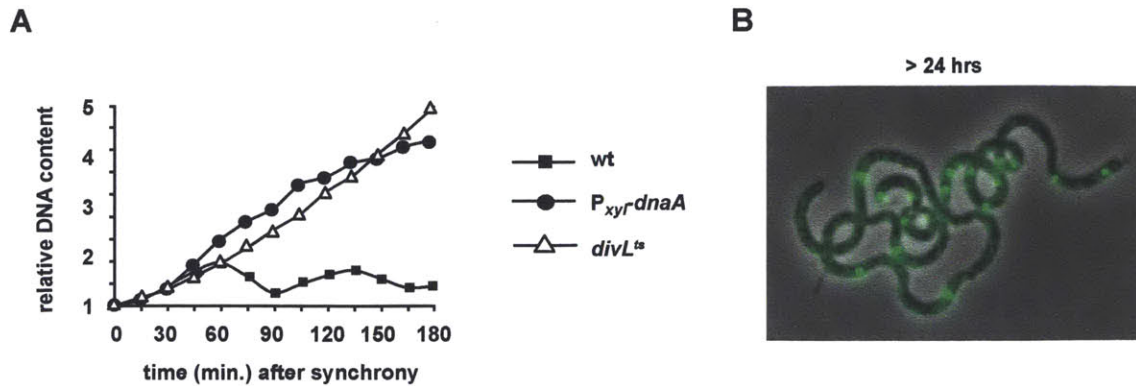 A
relative DNA content
5
4
3
2
1
0 30 60 90 120 150 180
time (min.) after synchrony
wt
Pxyl-dnaA
divLts
B
> 24 hrs